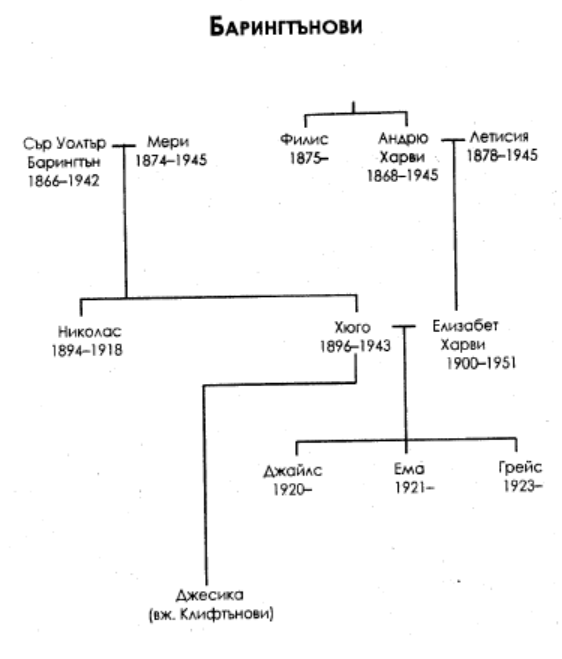 БАРИНГТЪНОВИ
Сър Уолтър
Барингтън
1866–1942
Мери
1874–1945
Филис
1875–
Андрю
Харви
1868–1945
Летисия
1878–1945
Николас
1894–1918
Хюго
1896–1943
Елизабет
Харви
1900–1951
Джайлс
1920–
Ема
1921–
Грейс
1923–
Джесика
(вж. Клифтънови)